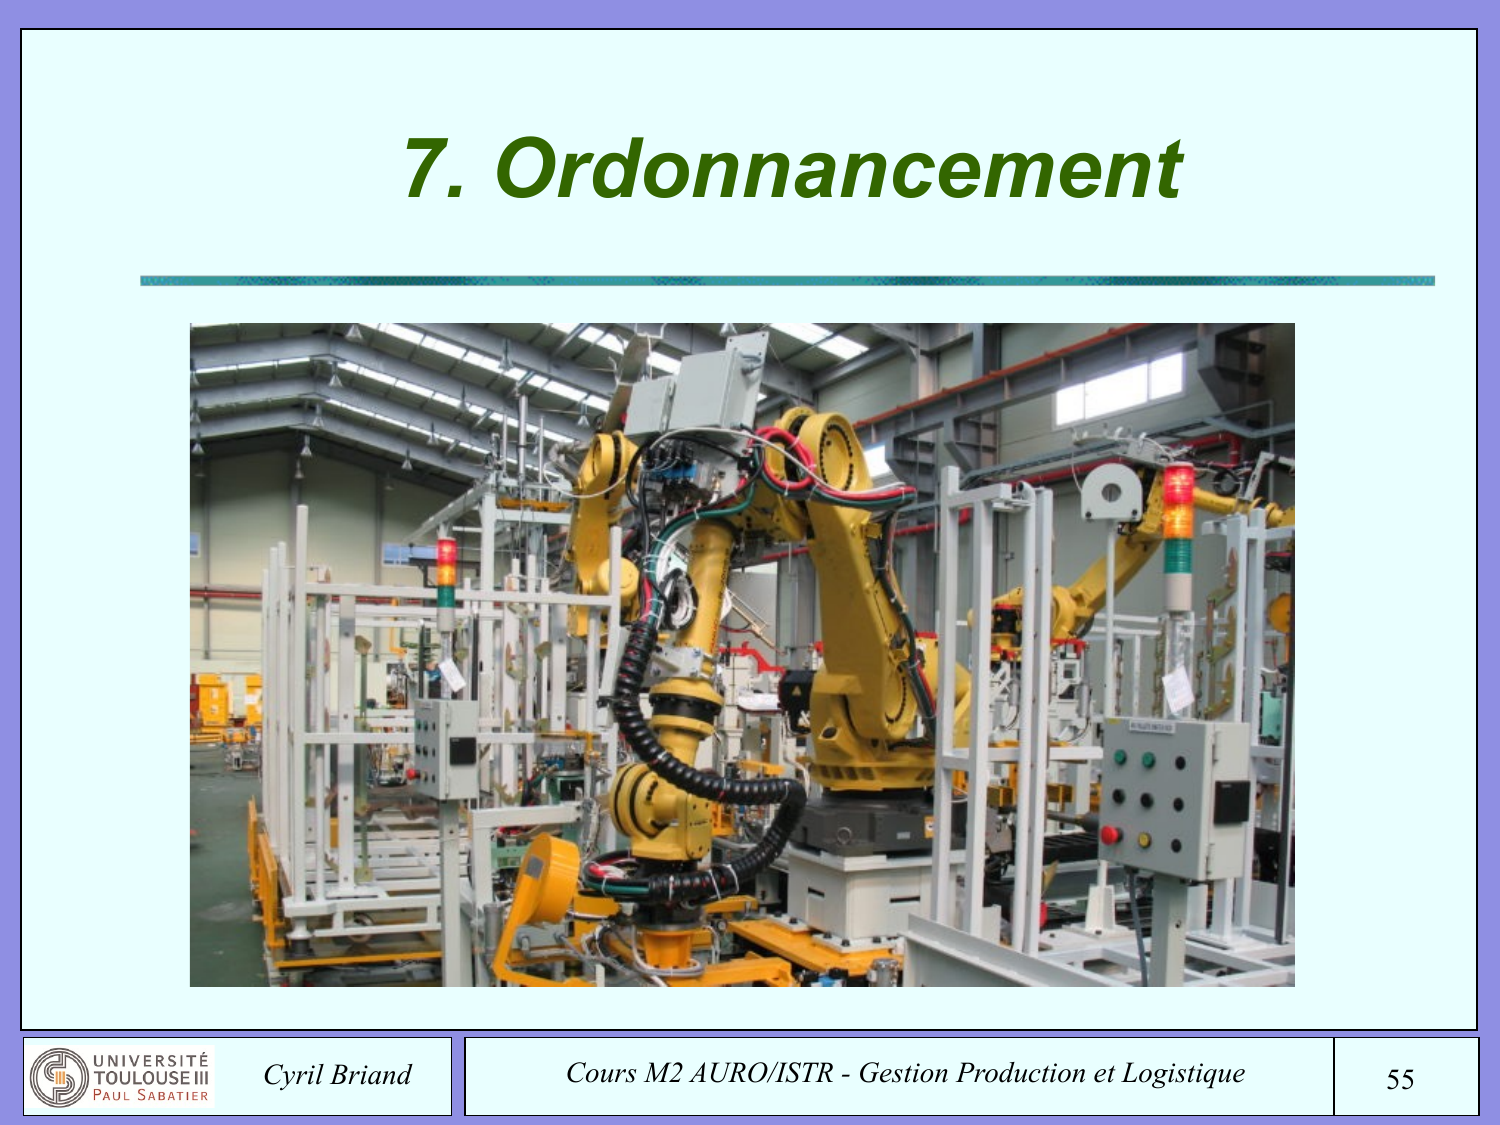 7. Ordonnancement
UNIVERSITÉ
TOULOUSE III
PAUL SABATIER
Cyril Briand
Cours M2 AURO/ISTR - Gestion Production et Logistique
55